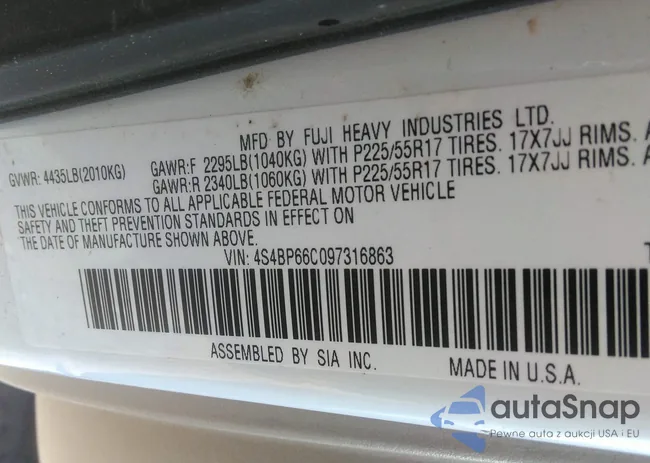 MFD BY FUJI HEAVY INDUSTRIES LTD.
GVWR: 4435LB(2010KG) GAWR:F 2295LB(1040KG) WITH P225/55R17 TIRES. 17X7JJ RIMS.
GAWR:R 2340LB(1060KG) WITH P225/55R17 TIRES. 17X7JJ RIMS.
THIS VEHICLE CONFORMS TO ALL APPLICABLE FEDERAL MOTOR VEHICLE
SAFETY AND THEFT PREVENTION STANDARDS IN EFFECT ON
THE DATE OF MANUFACTURE SHOWN ABOVE.
VIN: 4S4BP66C097316863
ASSEMBLED BY SIA INC. MADE IN U.S.A.
autaSnap
Pewne auta z aukcji USA i EU